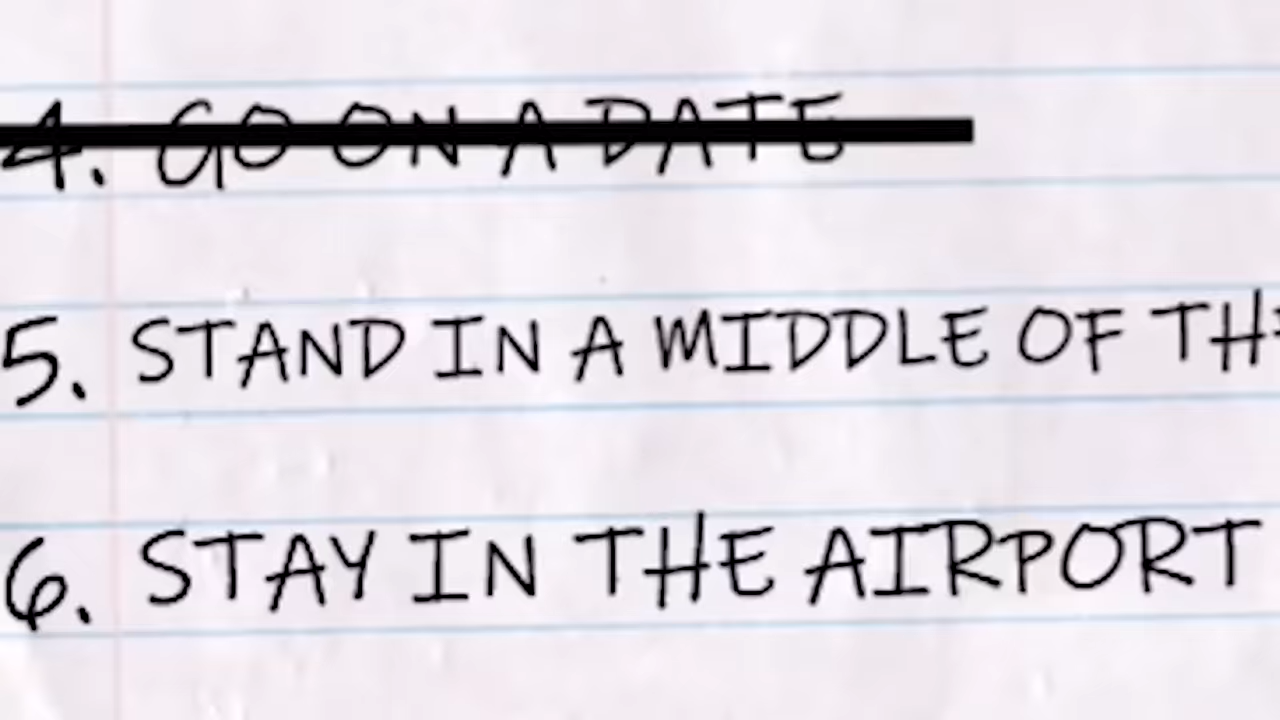 4. GO ON A DATE
5. STAND IN A MIDDLE OF TH
6. STAY IN THE AIRPORT